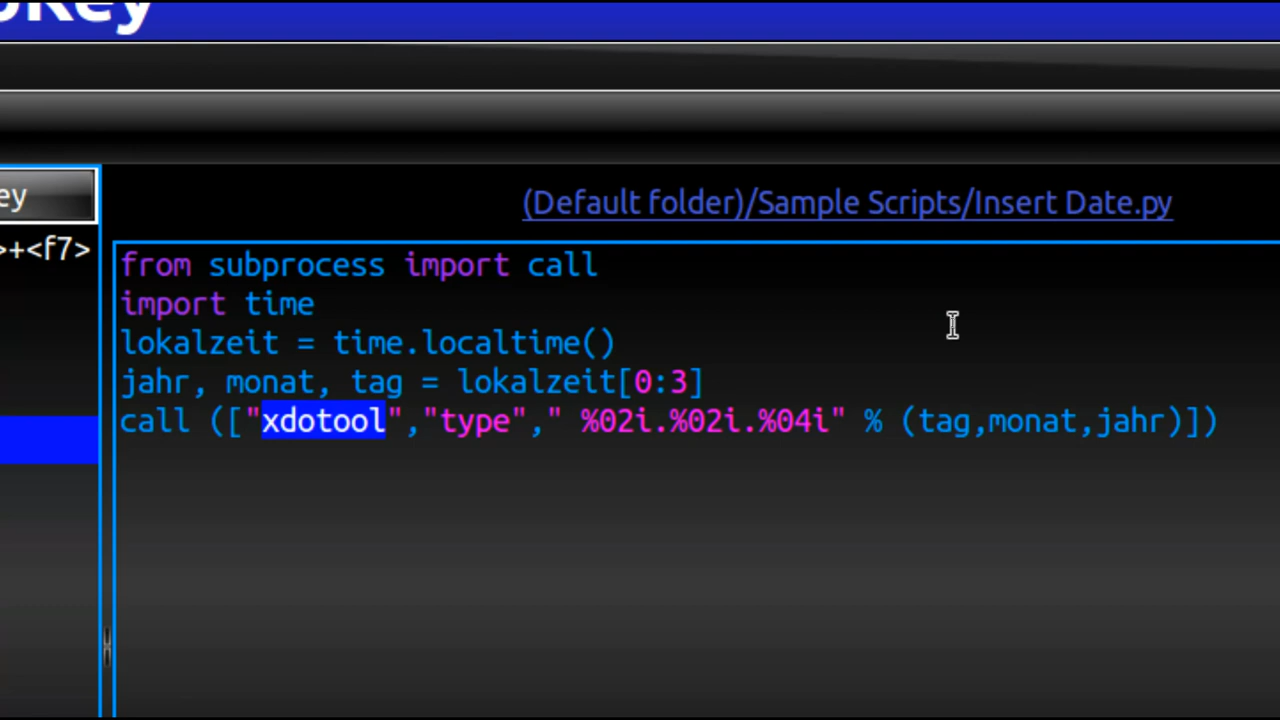 ey
>+<f7>
(Default folder)/Sample Scripts/Insert Date.py
from subprocess import call
import time
lokalzeit = time.localtime()
jahr, monat, tag = lokalzeit[0:3]
call (["xdotool","type"," %02i.%02i.%04i" % (tag,monat,jahr)])